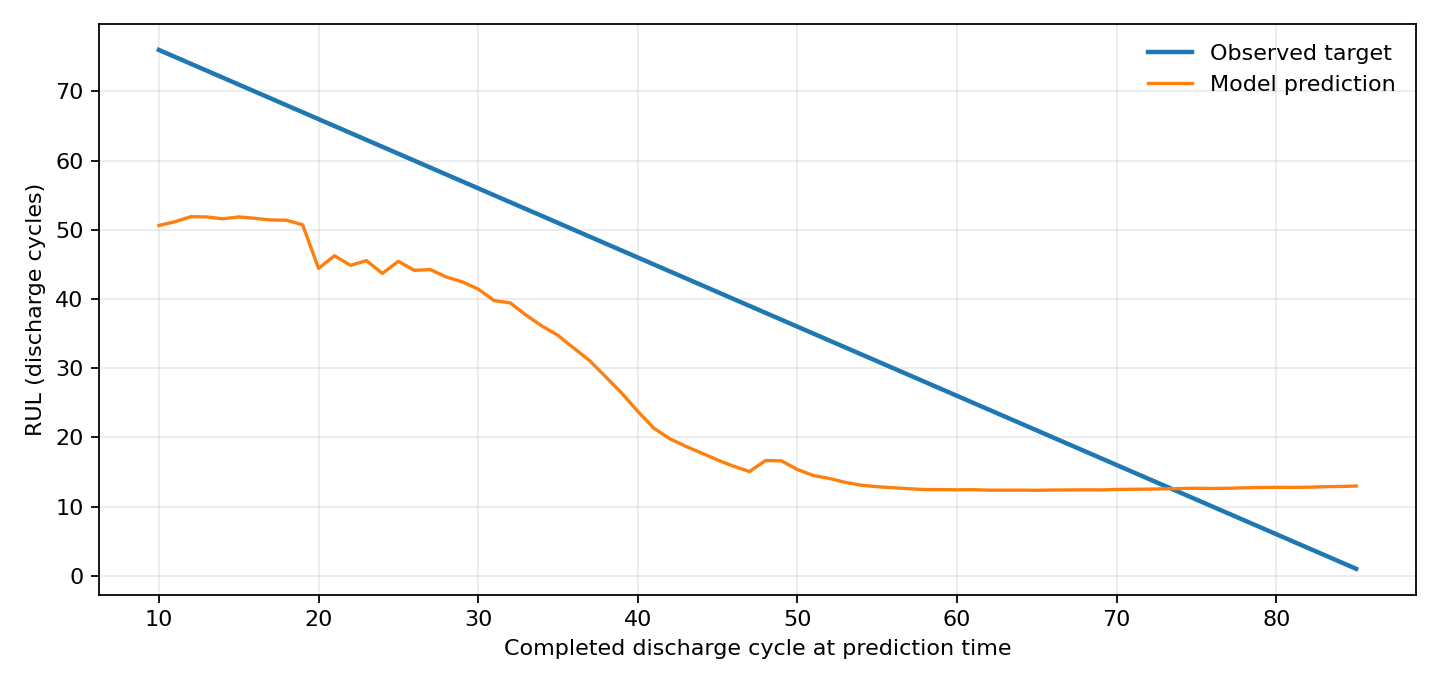 Observed target
Model prediction
RUL (discharge cycles)
70
60
50
40
30
20
10
0
10 20 30 40 50 60 70 80
Completed discharge cycle at prediction time